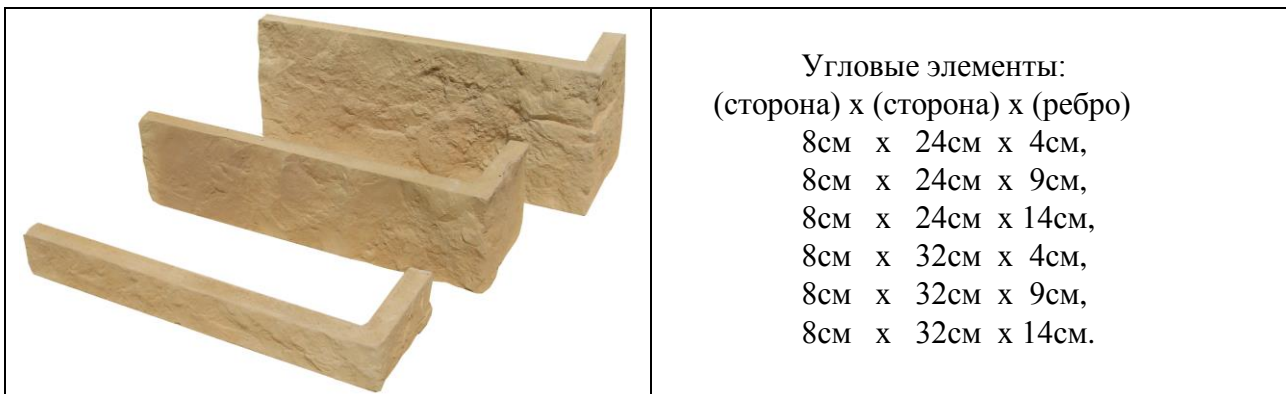 Угловые элементы:
(сторона) х (сторона) х (ребро)
8см х 24см х 4см,
8см х 24см х 9см,
8см х 24см х 14см,
8см х 32см х 4см,
8см х 32см х 9см,
8см х 32см х 14см.